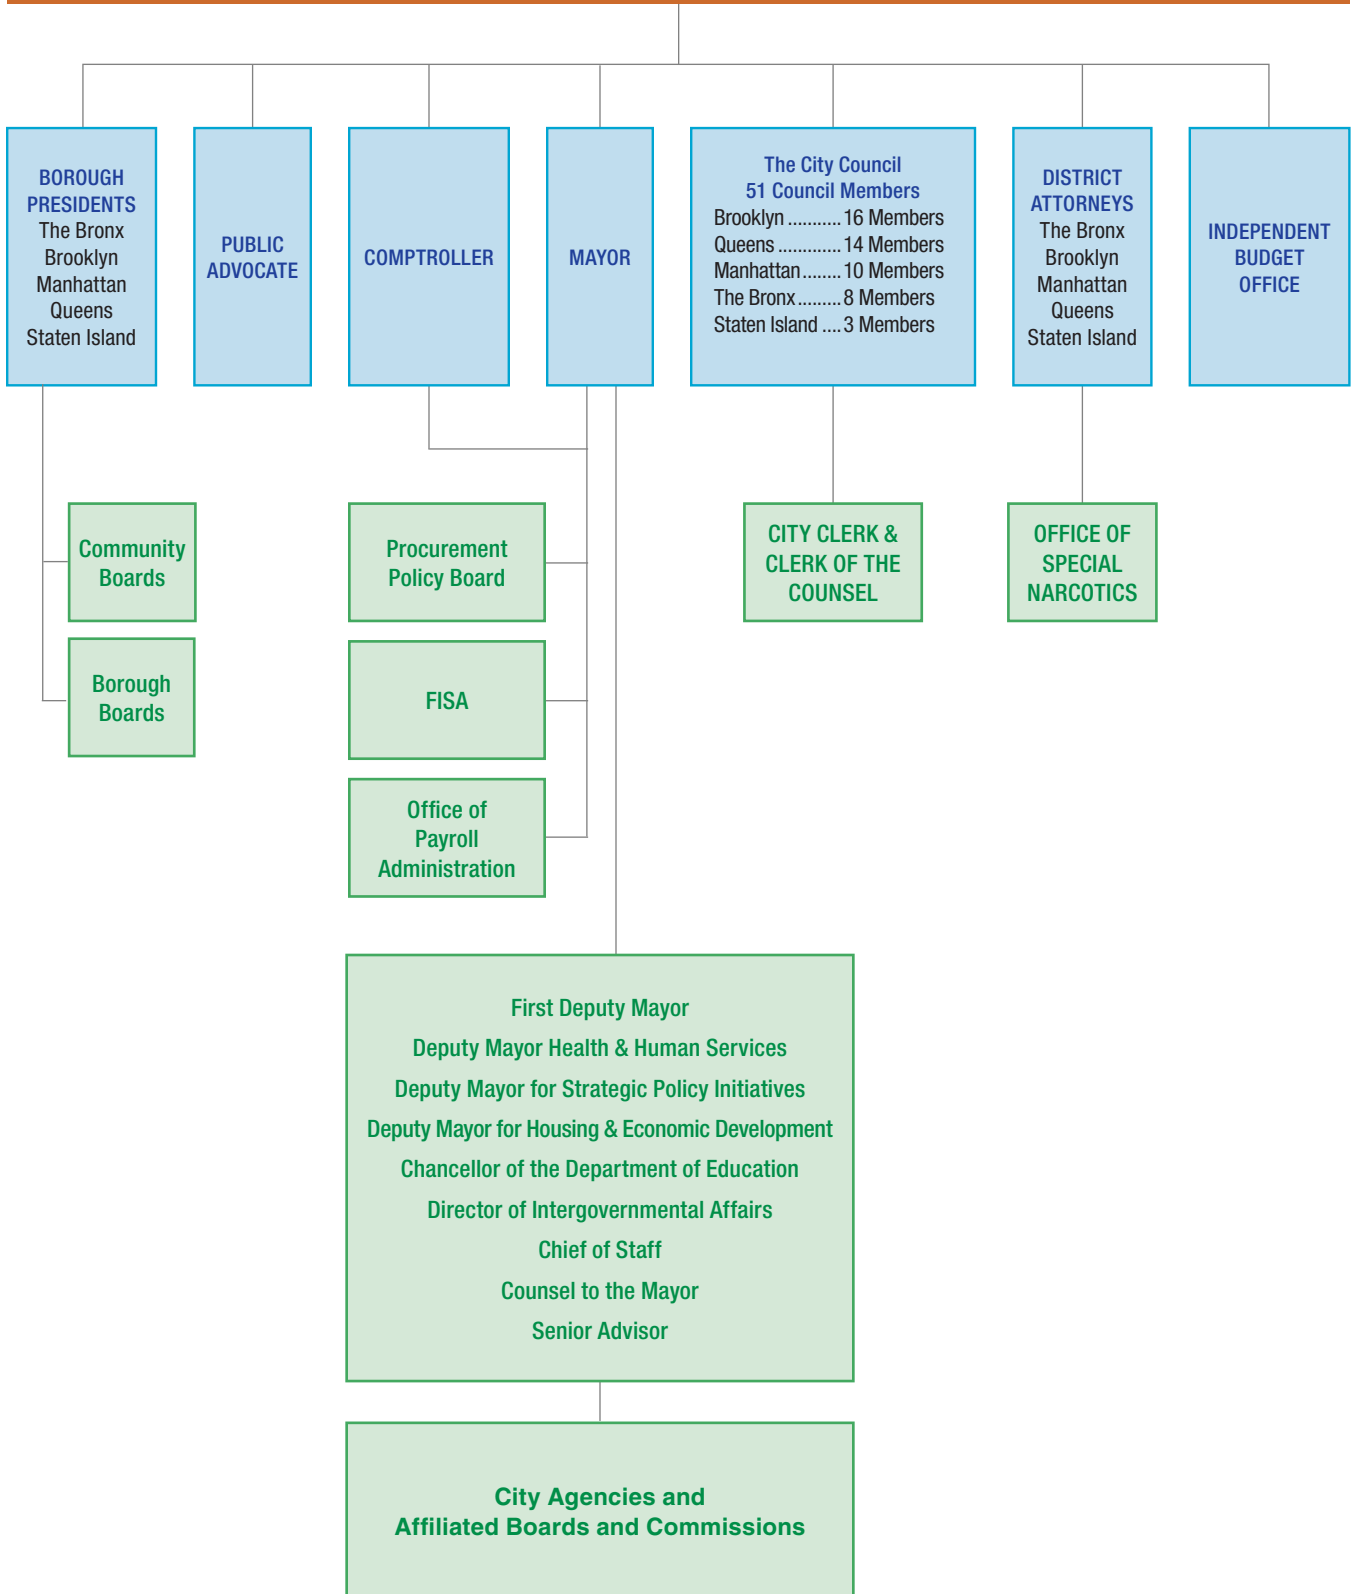 BOROUGH
PRESIDENTS
The Bronx
Brooklyn
Manhattan
Queens
Staten Island
PUBLIC
ADVOCATE
COMPTROLLER
MAYOR
The City Council
51 Council Members
Brooklyn ........... 16 Members
Queens ............. 14 Members
Manhattan ........ 10 Members
The Bronx ......... 8 Members
Staten Island .... 3 Members
DISTRICT
ATTORNEYS
The Bronx
Brooklyn
Manhattan
Queens
Staten Island
INDEPENDENT
BUDGET
OFFICE
Community
Boards
Borough
Boards
Procurement
Policy Board
FISA
Office of
Payroll
Administration
CITY CLERK &
CLERK OF THE
COUNSEL
OFFICE OF
SPECIAL
NARCOTICS
First Deputy Mayor
Deputy Mayor Health & Human Services
Deputy Mayor for Strategic Policy Initiatives
Deputy Mayor for Housing & Economic Development
Chancellor of the Department of Education
Director of Intergovernmental Affairs
Chief of Staff
Counsel to the Mayor
Senior Advisor
City Agencies and
Affiliated Boards and Commissions